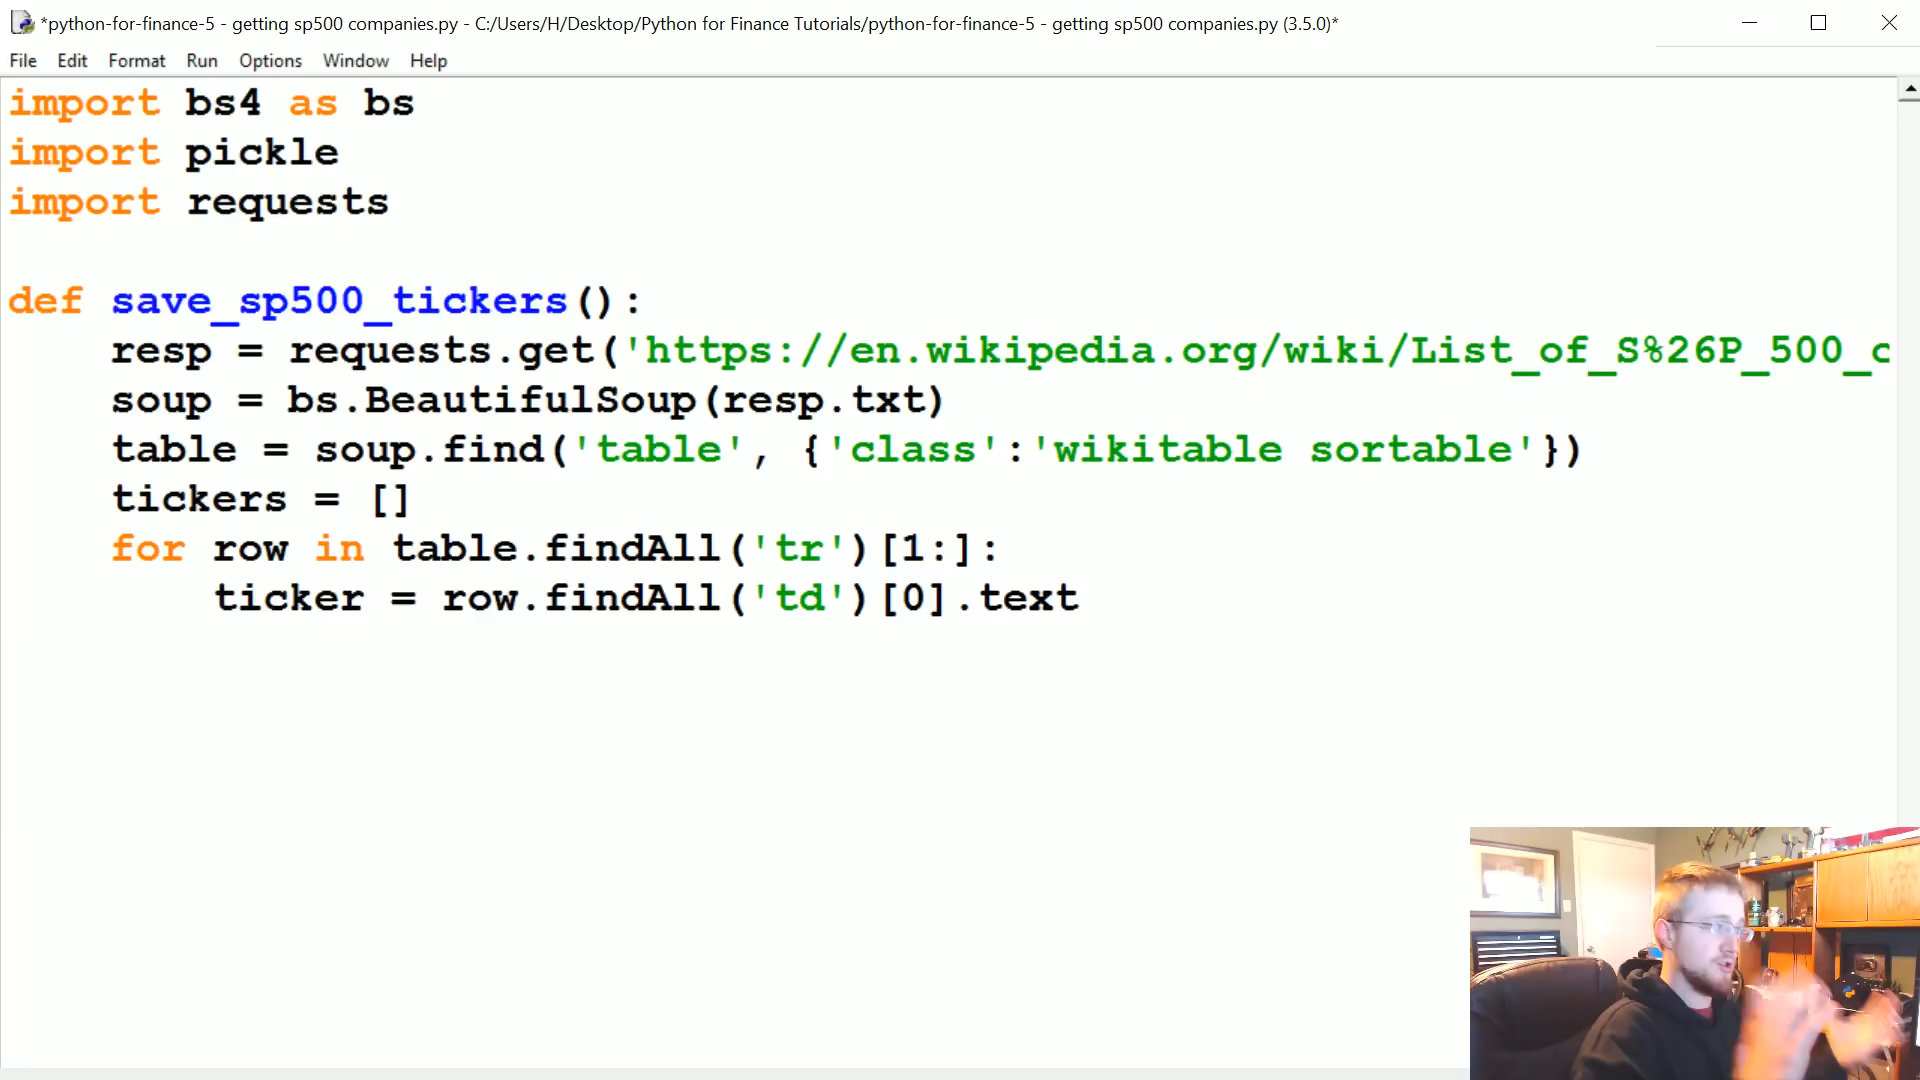 *python-for-finance-5 - getting sp500 companies.py - C:/Users/H/Desktop/Python for Finance Tutorials/python-for-finance-5 - getting sp500 companies.py (3.5.0)*
File Edit Format Run Options Window Help
import bs4 as bs
import pickle
import requests
def save_sp500_tickers():
    resp = requests.get('https://en.wikipedia.org/wiki/List_of_S%26P_500_c
    soup = bs.BeautifulSoup(resp.txt)
    table = soup.find('table', {'class':'wikitable sortable'})
    tickers = []
    for row in table.findAll('tr')[1:]:
        ticker = row.findAll('td')[0].text